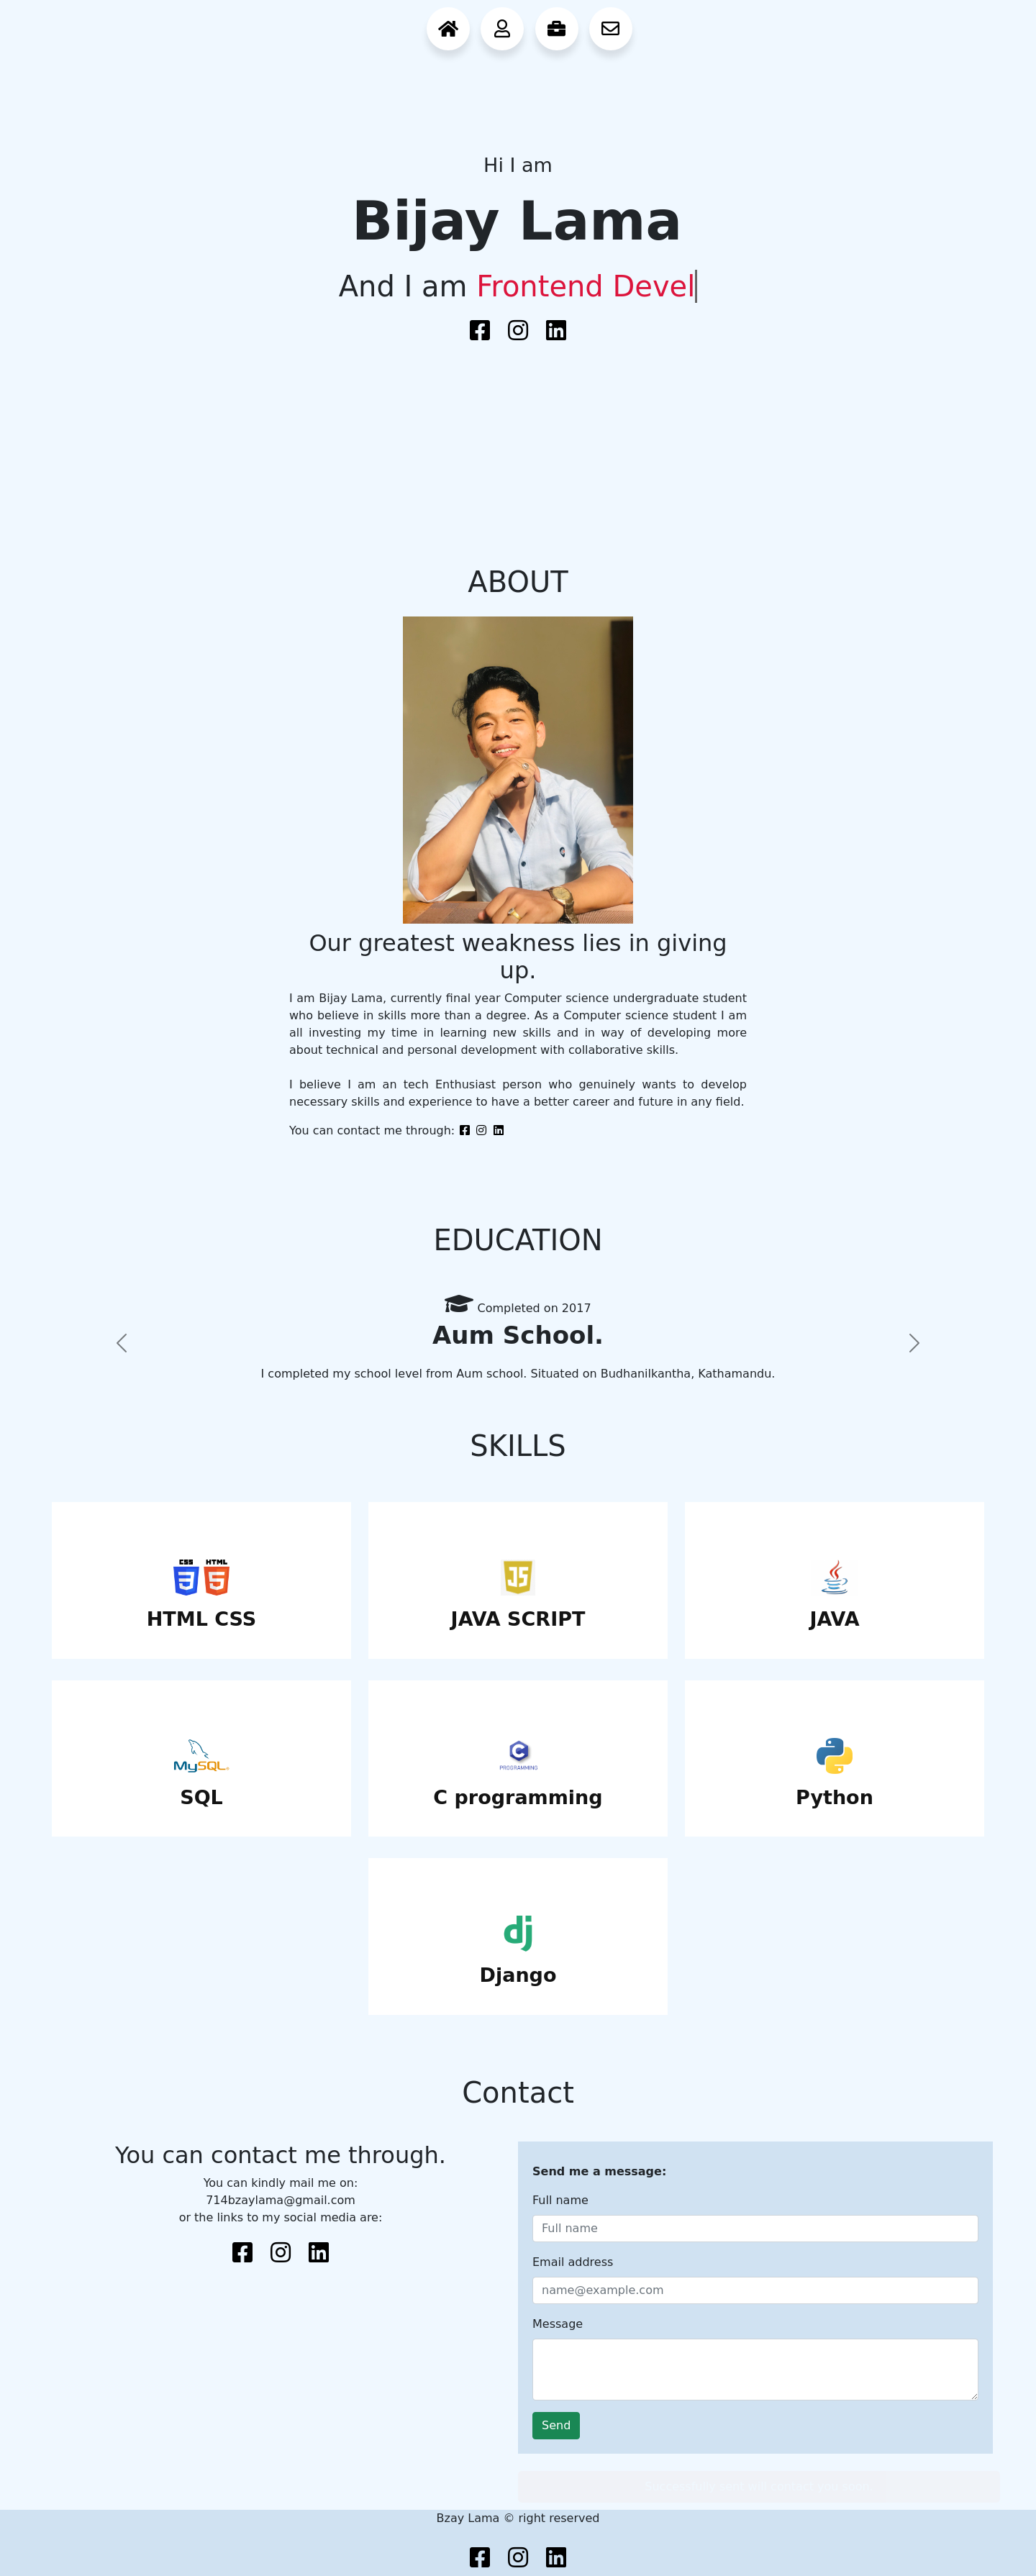 Hi I am
Bijay Lama
And I am Frontend Devel
ABOUT
Our greatest weakness lies in giving
up.
I am Bijay Lama, currently final year Computer science undergraduate student
who believe in skills more than a degree. As a Computer science student I am
all investing my time in learning new skills and in way of developing more
about technical and personal development with collaborative skills.
I believe I am an tech Enthusiast person who genuinely wants to develop
necessary skills and experience to have a better career and future in any field.
You can contact me through:
EDUCATION
Completed on 2017
Aum School.
I completed my school level from Aum school. Situated on Budhanilkantha, Kathamandu.
SKILLS
CSS HTML
HTML CSS
JS
JAVA SCRIPT
JAVA
MySQL
SQL
C
PROGRAMMING
C programming
Python
dj
Django
Contact
You can contact me through.
You can kindly mail me on:
714bzaylama@gmail.com
or the links to my social media are:
Send me a message:
Full name
Full name
Email address
name@example.com
Message
Send
Bzay Lama © right reserved